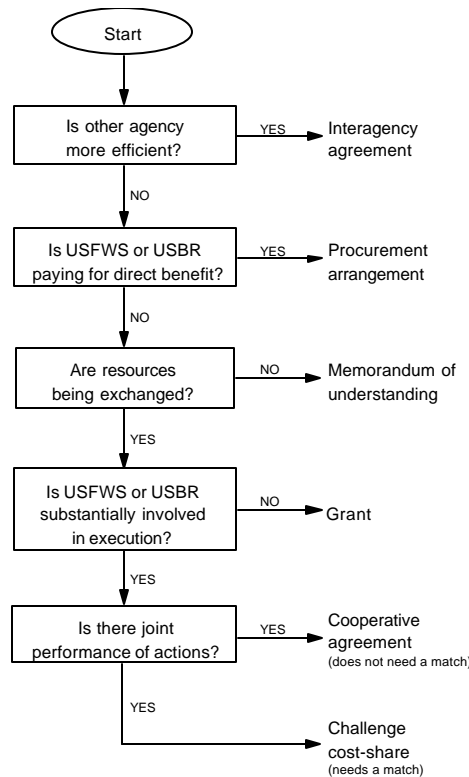 Start
Is other agency
more efficient?
YES
Interagency
agreement
NO
Is USFWS or USBR
paying for direct benefit?
YES
Procurement
arrangement
NO
Are resources
being exchanged?
NO
Memorandum of
understanding
YES
Is USFWS or USBR
substantially involved
in execution?
NO
Grant
YES
Is there joint
performance of actions?
YES
Cooperative
agreement
(does not need a match)
YES
Challenge
cost-share
(needs a match)